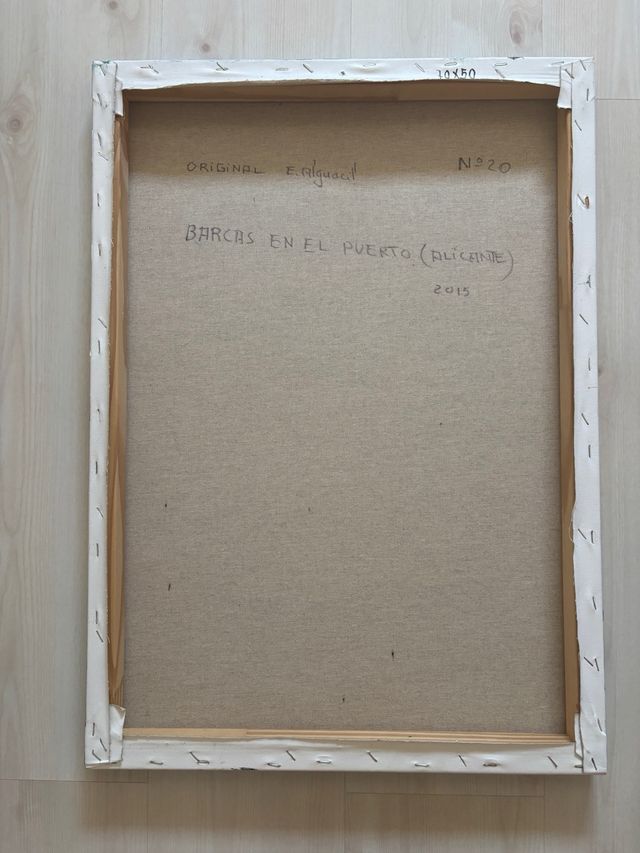 70x50
ORIGINAL E. Alguacil Nº20
BARCAS EN EL PUERTO (ALICANTE)
2015